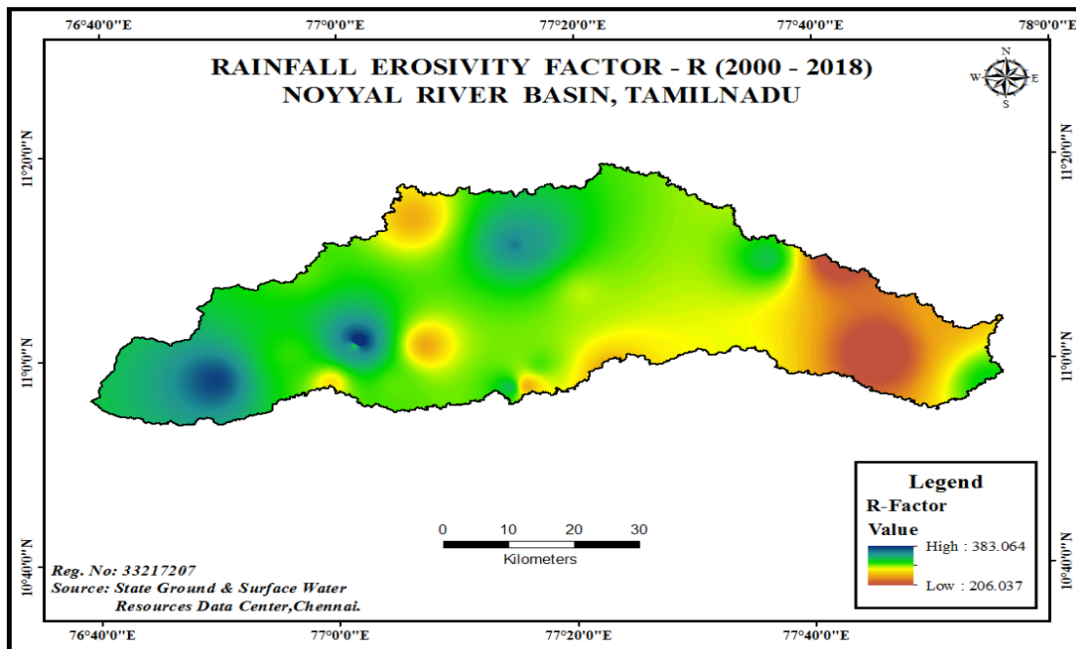 76°40'0"E 77°0'0"E 77°20'0"E 77°40'0"E 78°0'0"E
RAINFALL EROSIVITY FACTOR - R (2000 - 2018)
NOYYAL RIVER BASIN, TAMILNADU
N
W E
S
11°20'0"N 11°20'0"N
11°0'0"N 11°0'0"N
Legend
R-Factor
Value
High : 383.064
Low : 206.037
0 10 20 30
Kilometers
10°40'0"N 10°40'0"N
Reg. No: 33217207
Source: State Ground & Surface Water
Resources Data Center,Chennai.
76°40'0"E 77°0'0"E 77°20'0"E 77°40'0"E